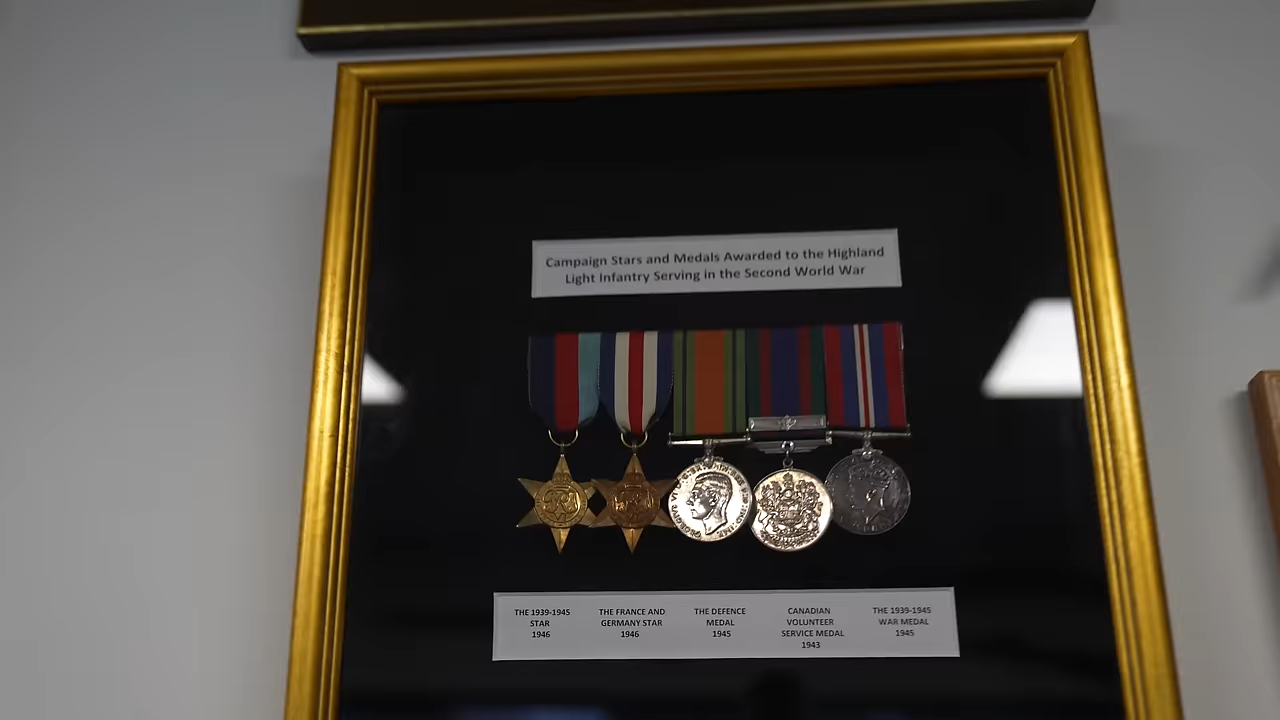 Campaign Stars and Medals Awarded to the Highland
Light Infantry Serving in the Second World War
THE 1939-1945
STAR
1946
THE FRANCE AND
GERMANY STAR
1946
THE DEFENCE
MEDAL
1945
CANADIAN
VOLUNTEER
SERVICE MEDAL
1943
THE 1939-1945
WAR MEDAL
1945